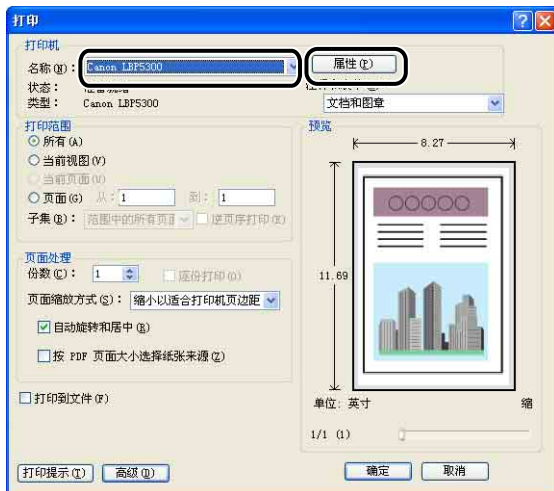 打印
打印机
名称(N): Canon LBP5300 属性(P)
状态:
类型: Canon LBP5300 文档和图章
打印范围
所有(A)
当前视图(V)
当前页面(U)
页面(G) 从: 1 到: 1
子集(B): 范围中的所有页面 逆页序打印(R)
页面处理
份数(C): 1 逐份打印(O)
页面缩放方式(S): 缩小以适合打印机页边距
自动旋转和居中(R)
按 PDF 页面大小选择纸张来源(Z)
打印到文件(F)
预览
8.27
11.69
单位: 英寸 缩
1/1 (1)
打印提示(T) 高级(D) 确定 取消